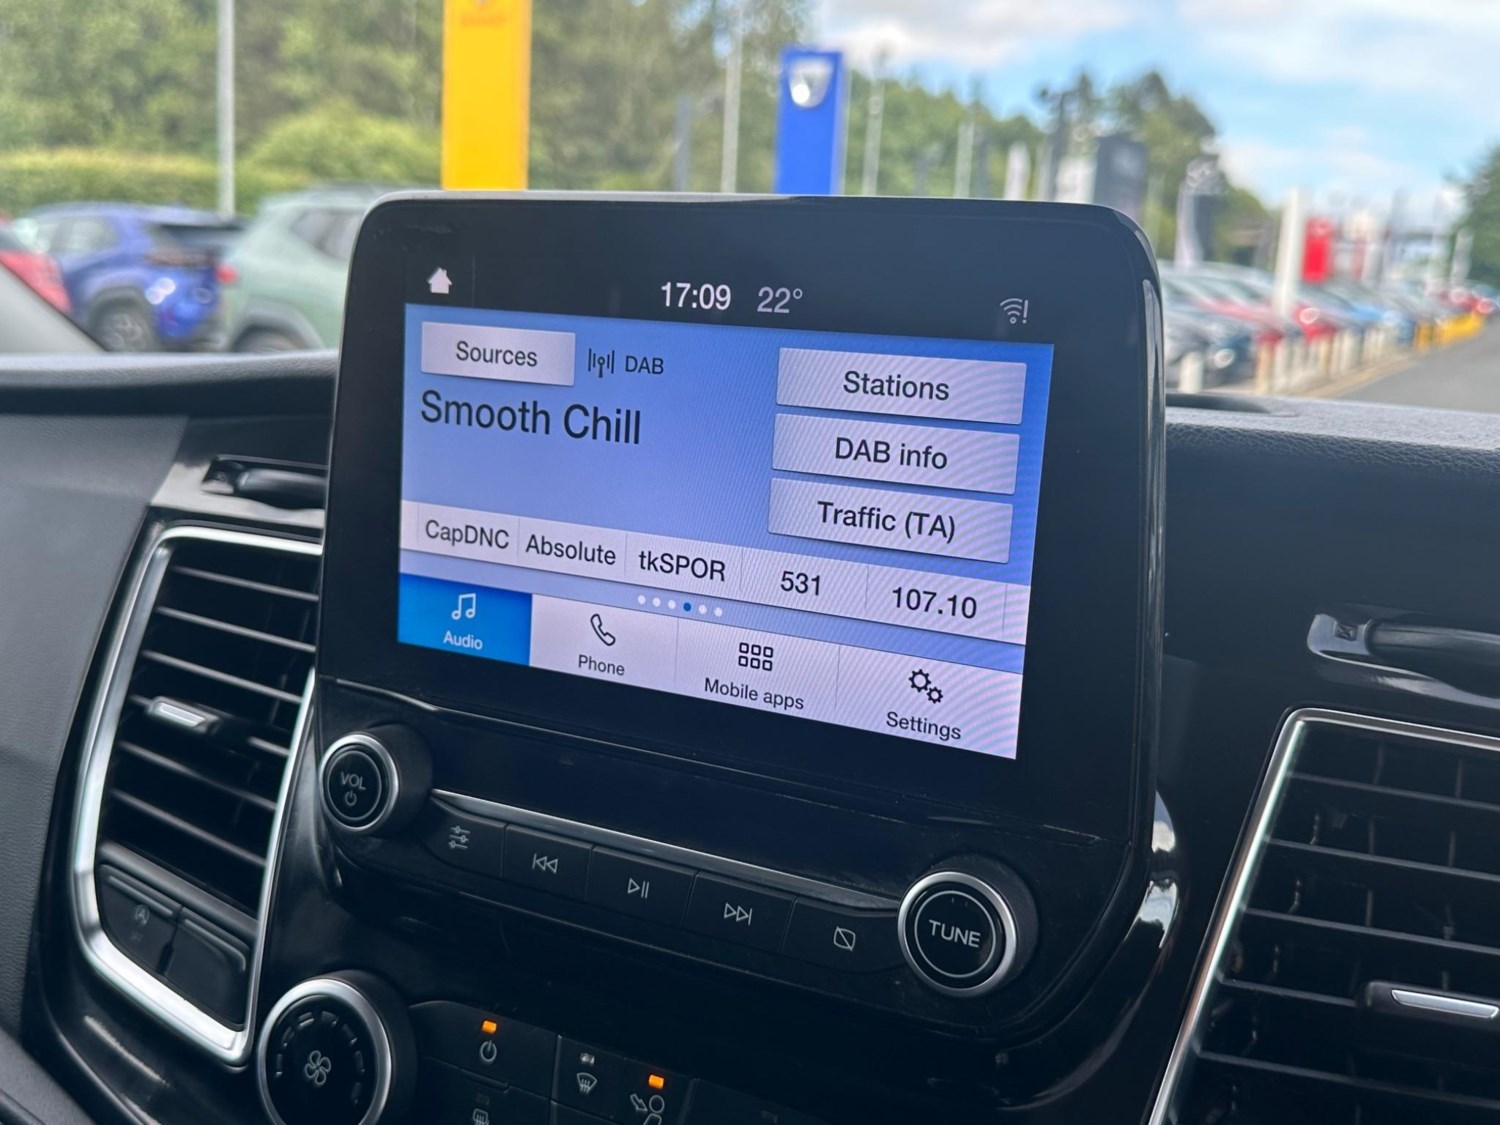 17:09 22°
Sources DAB
Smooth Chill
Stations
DAB info
Traffic (TA)
CapDNC Absolute tkSPOR 531 107.10
Audio Phone Mobile apps Settings
VOL
TUNE